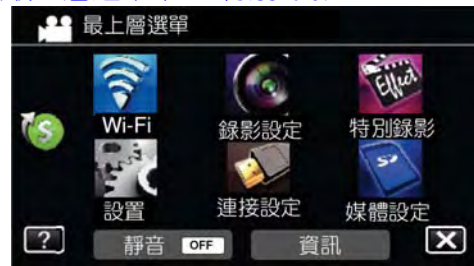 最上層選單
Effect
Wi-Fi
錄影設定
特別錄影
S
設置
連接設定
媒體設定
?
靜音 OFF
資訊
X